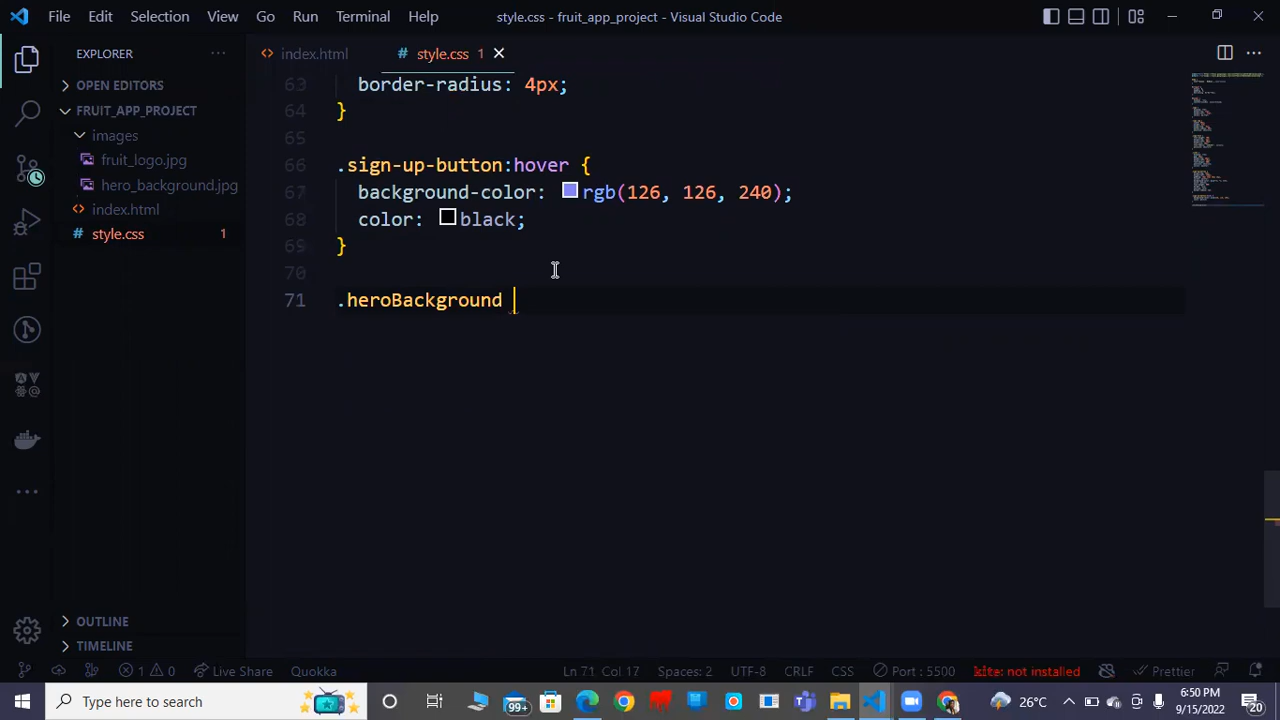 File Edit Selection View Go Run Terminal Help style.css - fruit_app_project - Visual Studio Code
EXPLORER
index.html
style.css 1
OPEN EDITORS
FRUIT_APP_PROJECT
images
fruit_logo.jpg
hero_background.jpg
index.html
style.css 1
63 border-radius: 4px;
64 }
65
66 .sign-up-button:hover {
67 background-color: rgb(126, 126, 240);
68 color: black;
69 }
70
71 .heroBackground
OUTLINE
TIMELINE
1 0 Live Share Quokka Ln 71, Col 17 Spaces: 2 UTF-8 CRLF CSS Port : 5500 kite: not installed Prettier
Type here to search 99+ 26°C 6:50 PM
9/15/2022 20